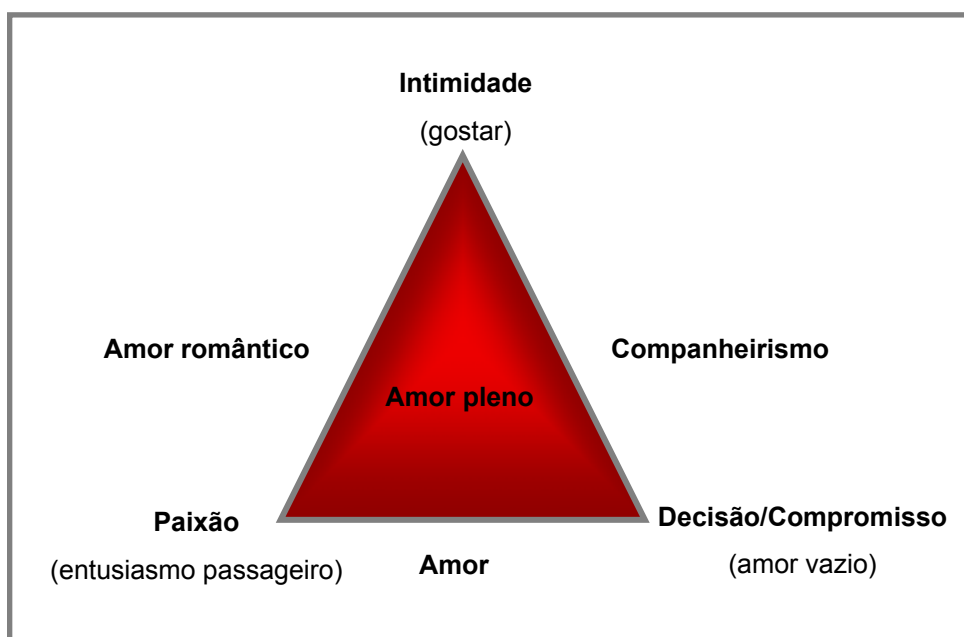 Intimidade
(gostar)
Amor romântico
Companheirismo
Amor pleno
Paixão
Decisão/Compromisso
(entusiasmo passageiro)
Amor
(amor vazio)